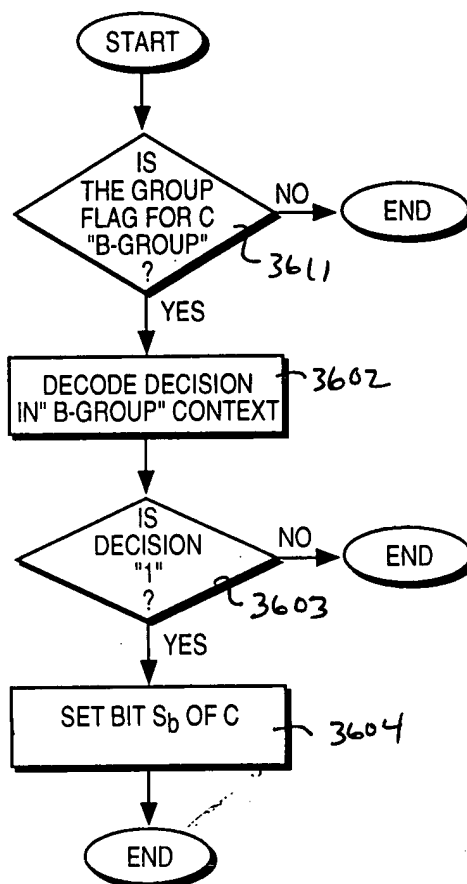 START
IS
THE GROUP
FLAG FOR C
"B-GROUP"
?
NO
END
3611
YES
DECODE DECISION
IN" B-GROUP" CONTEXT
3602
IS
DECISION
"1"
?
NO
END
3603
YES
SET BIT Sb OF C
3604
END